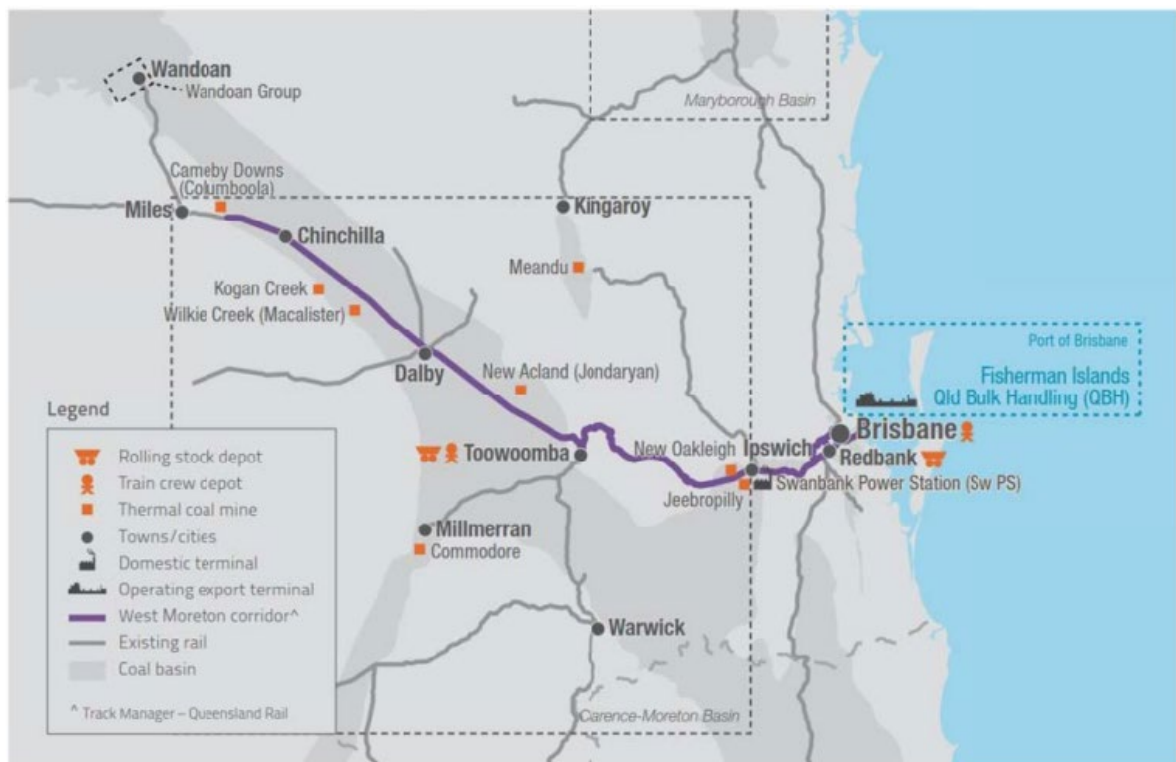 Wandoan
Wandoan Group
Maryborough Basin
Cameby Downs
(Columboola)
Miles
Kingaroy
Chinchilla
Meandu
Kogan Creek
Wilkie Creek (Macalister)
Port of Brisbane
Fisherman Islands
Qld Bulk Handling (QBH)
Dalby
New Acland (Jondaryan)
Brisbane
Toowoomba
New Oakleigh
Ipswich
Redbank
Swanbank Power Station (Sw PS)
Jeebropilly
Millmerran
Commodore
Warwick
Carence-Moreton Basin
Legend
Rolling stock depot
Train crew depot
Thermal coal mine
Towns/cities
Domestic terminal
Operating export terminal
West Moreton corridor^
Existing rail
Coal basin
^ Track Manager – Queensland Rail